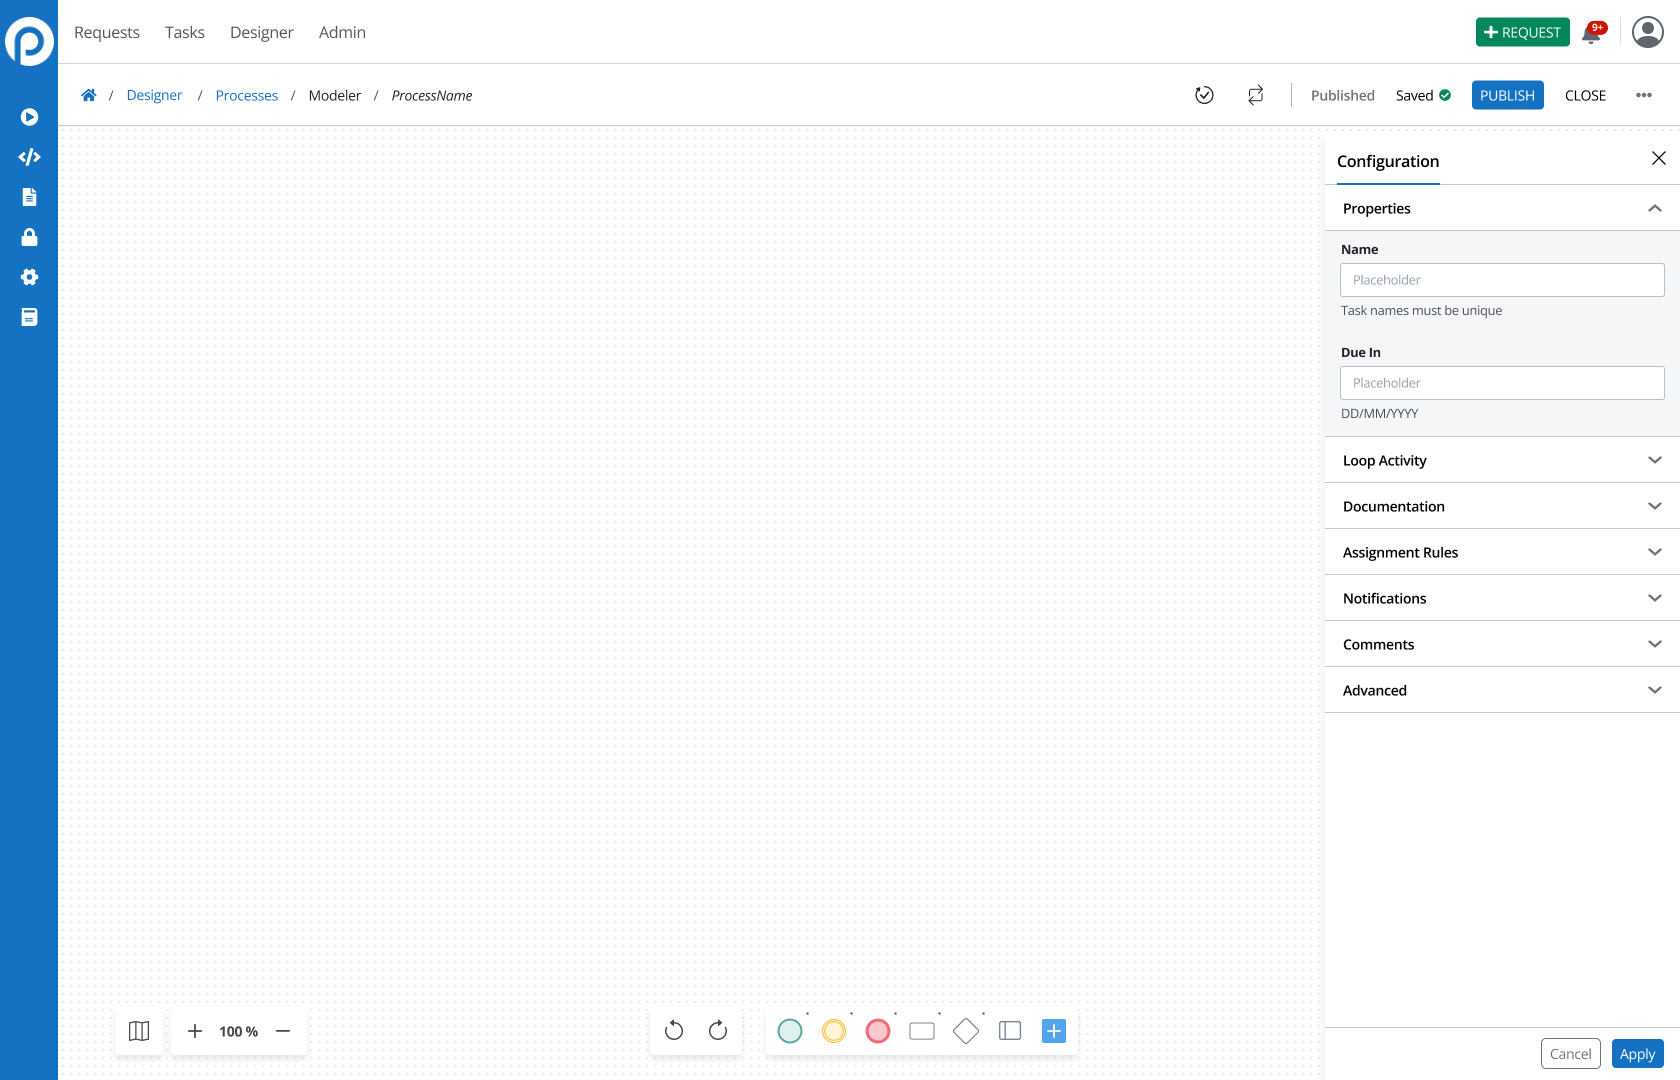 Requests Tasks Designer Admin
REQUEST
9+
/ Designer / Processes / Modeler / ProcessName
Published Saved PUBLISH CLOSE
Configuration
Properties
Name
Placeholder
Task names must be unique
Due In
Placeholder
DD/MM/YYYY
Loop Activity
Documentation
Assignment Rules
Notifications
Comments
Advanced
100 %
Cancel Apply